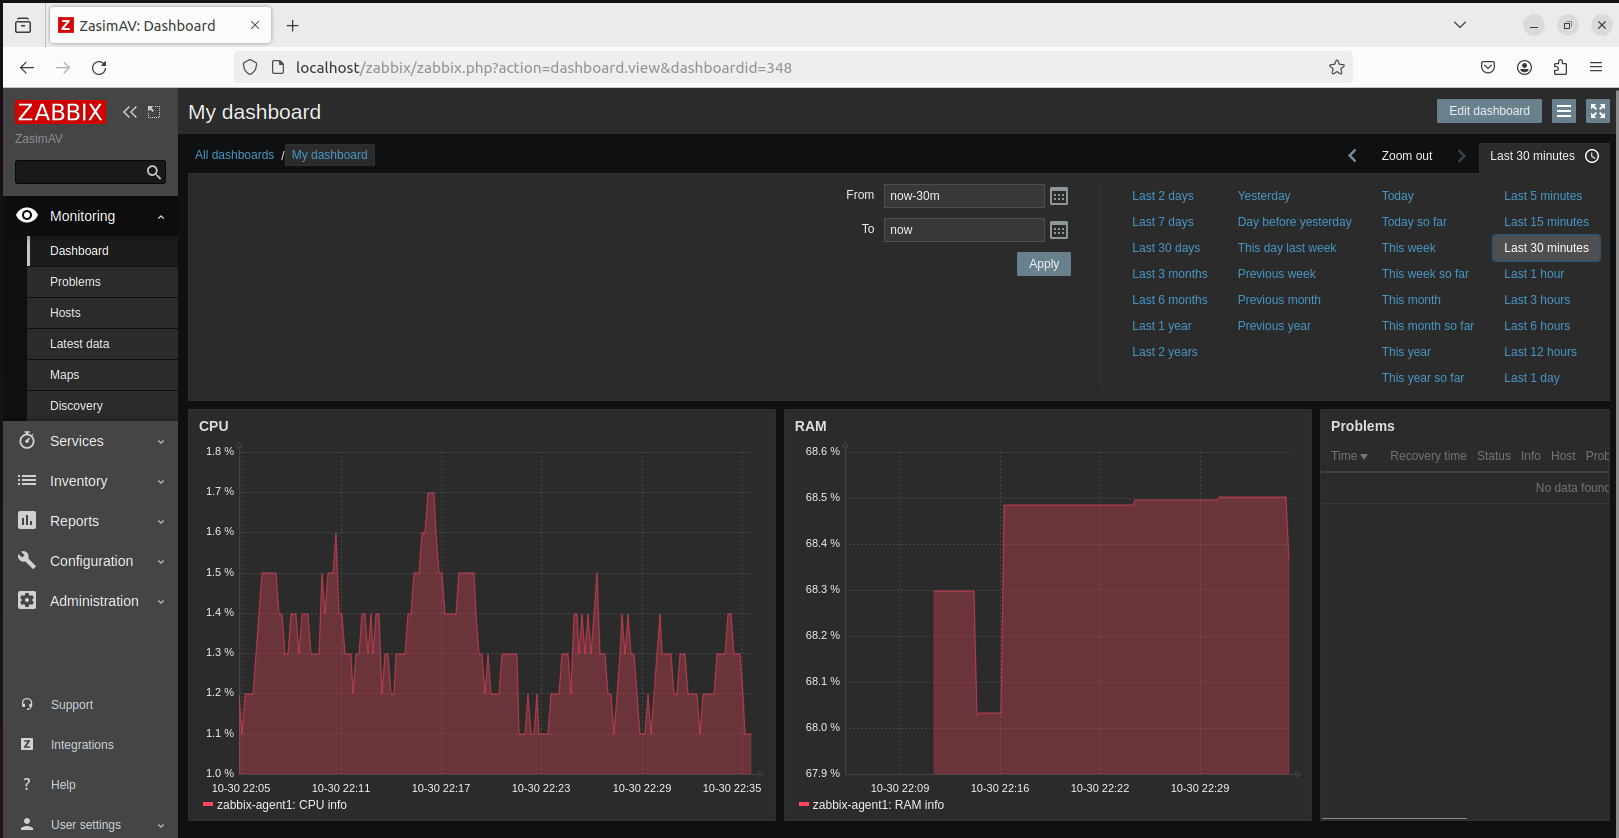 ZasimAV: Dashboard
localhost/zabbix/zabbix.php?action=dashboard.view&dashboardid=348
ZABBIX
ZasimAV
Monitoring
Dashboard
Problems
Hosts
Latest data
Maps
Discovery
Services
Inventory
Reports
Configuration
Administration
Support
Integrations
Help
User settings
My dashboard
Edit dashboard
All dashboards / My dashboard
Zoom out
Last 30 minutes
From now-30m
To now
Apply
Last 2 days Yesterday Today Last 5 minutes
Last 7 days Day before yesterday Today so far Last 15 minutes
Last 30 days This day last week This week Last 30 minutes
Last 3 months Previous week This week so far Last 1 hour
Last 6 months Previous month This month Last 3 hours
Last 1 year Previous year This month so far Last 6 hours
Last 2 years This year Last 12 hours
This year so far Last 1 day
CPU
1.8 %
1.7 %
1.6 %
1.5 %
1.4 %
1.3 %
1.2 %
1.1 %
1.0 %
10-30 22:05 10-30 22:11 10-30 22:17 10-30 22:23 10-30 22:29 10-30 22:35
zabbix-agent1: CPU info
RAM
68.6 %
68.5 %
68.4 %
68.3 %
68.2 %
68.1 %
68.0 %
67.9 %
10-30 22:09 10-30 22:16 10-30 22:22 10-30 22:29
zabbix-agent1: RAM info
Problems
Time Recovery time Status Info Host Prob
No data found